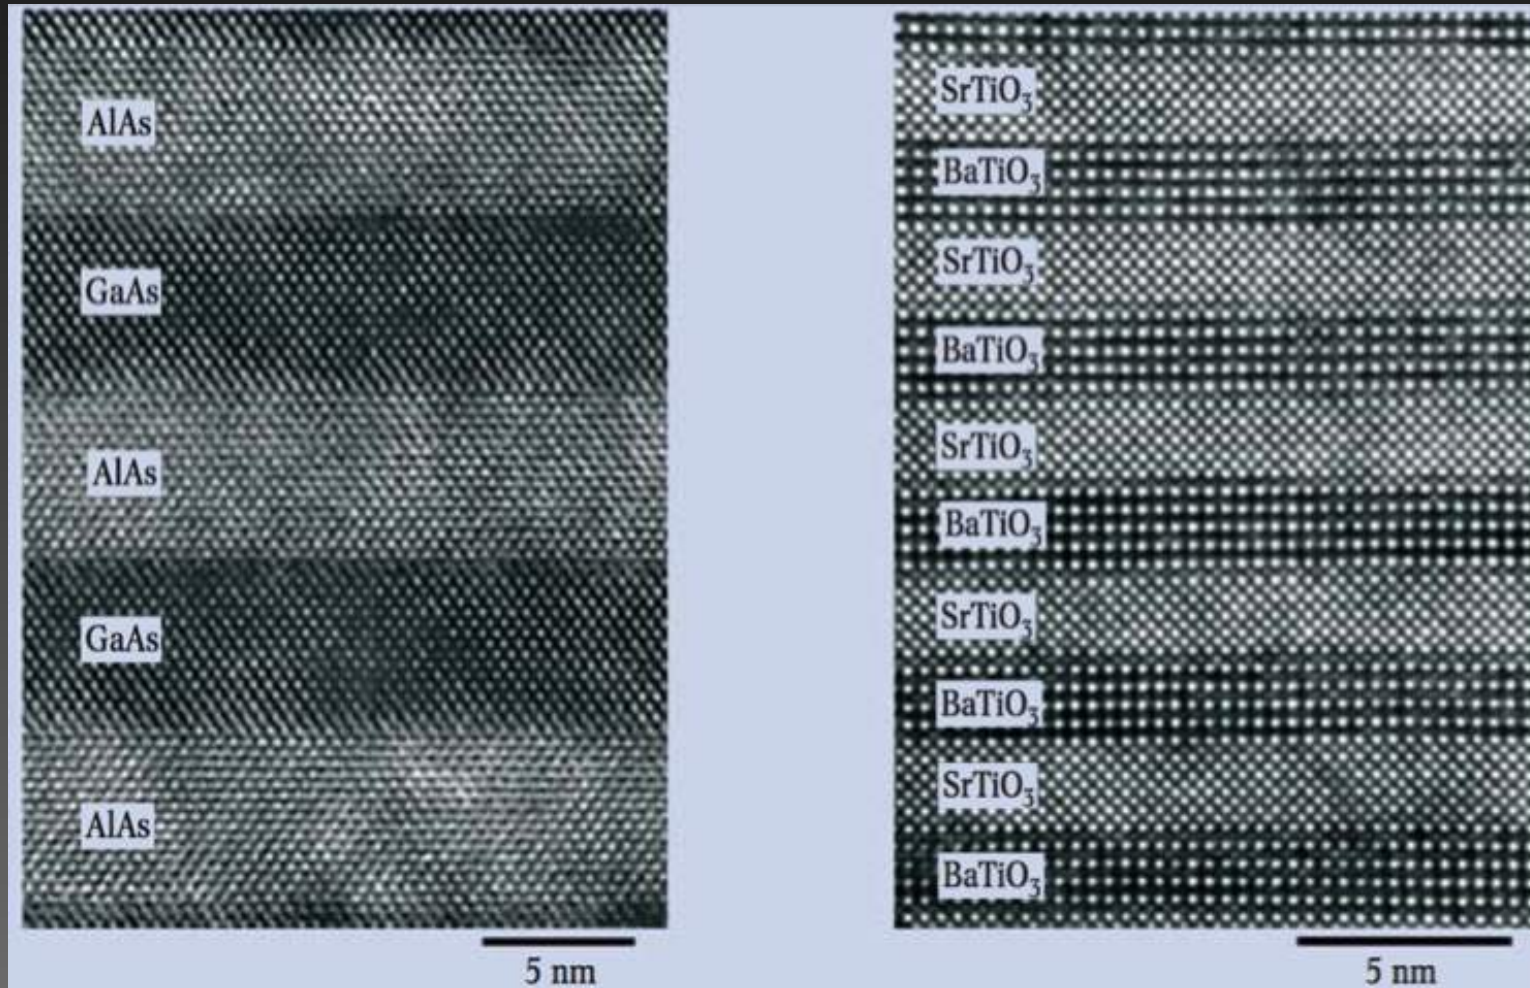 AlAs
GaAs
AlAs
GaAs
AlAs
5 nm
SrTiO₃
BaTiO₃
SrTiO₃
BaTiO₃
SrTiO₃
BaTiO₃
SrTiO₃
BaTiO₃
SrTiO₃
BaTiO₃
5 nm